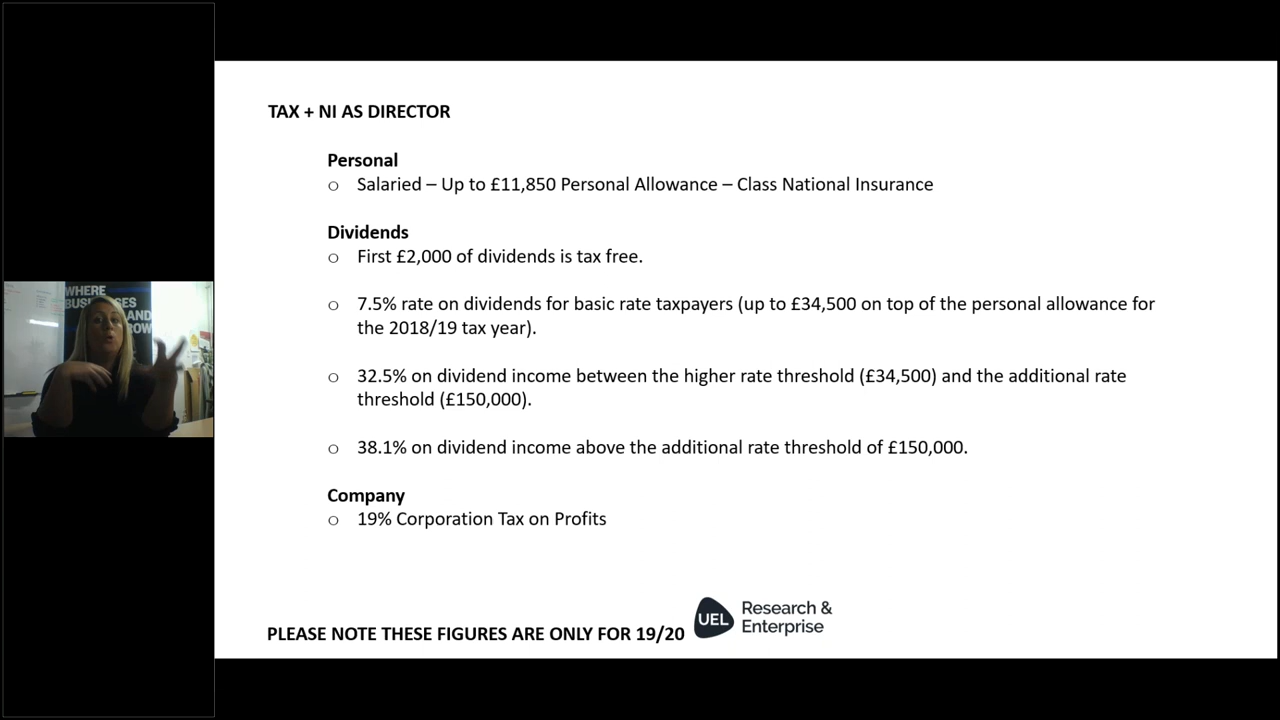 TAX + NI AS DIRECTOR
Personal
o Salaried – Up to £11,850 Personal Allowance – Class National Insurance
Dividends
o First £2,000 of dividends is tax free.
o 7.5% rate on dividends for basic rate taxpayers (up to £34,500 on top of the personal allowance for
the 2018/19 tax year).
o 32.5% on dividend income between the higher rate threshold (£34,500) and the additional rate
threshold (£150,000).
o 38.1% on dividend income above the additional rate threshold of £150,000.
Company
o 19% Corporation Tax on Profits
PLEASE NOTE THESE FIGURES ARE ONLY FOR 19/20
UEL
Research &
Enterprise
WHERE
BUS ES
AND
ROW